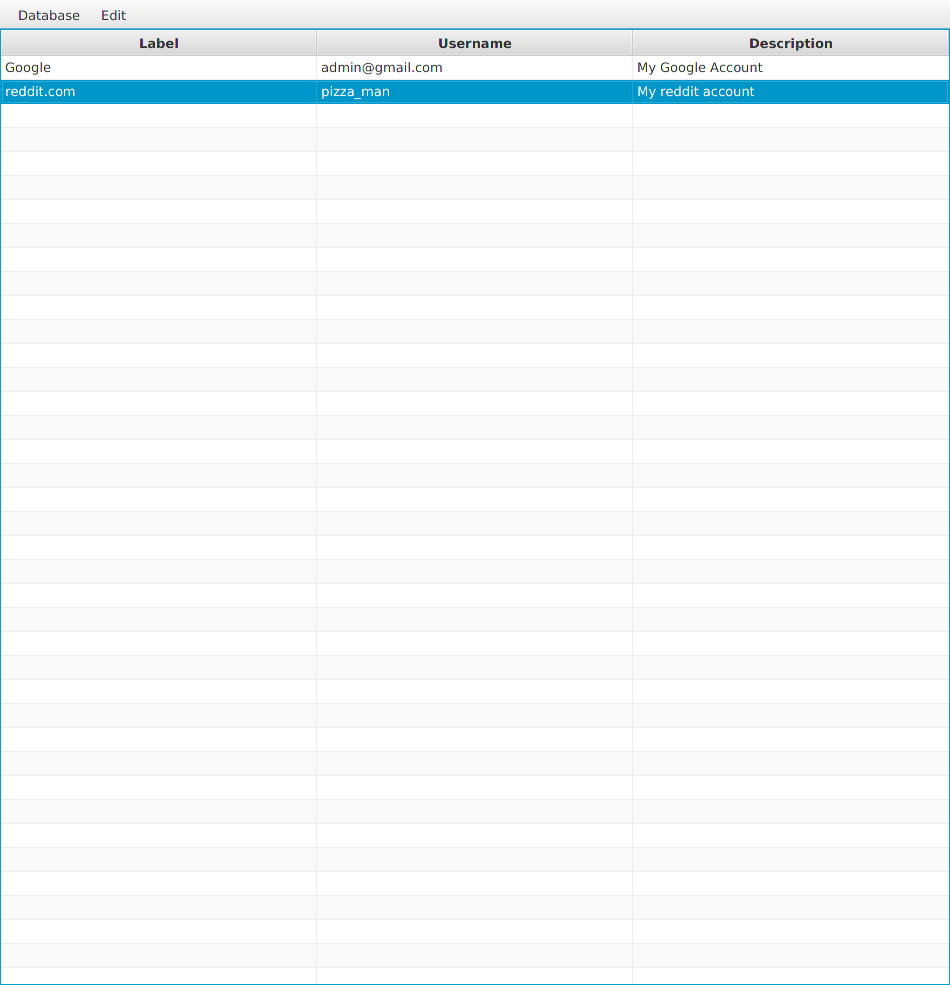 Database Edit
Label Username Description
Google admin@gmail.com My Google Account
reddit.com pizza_man My reddit account